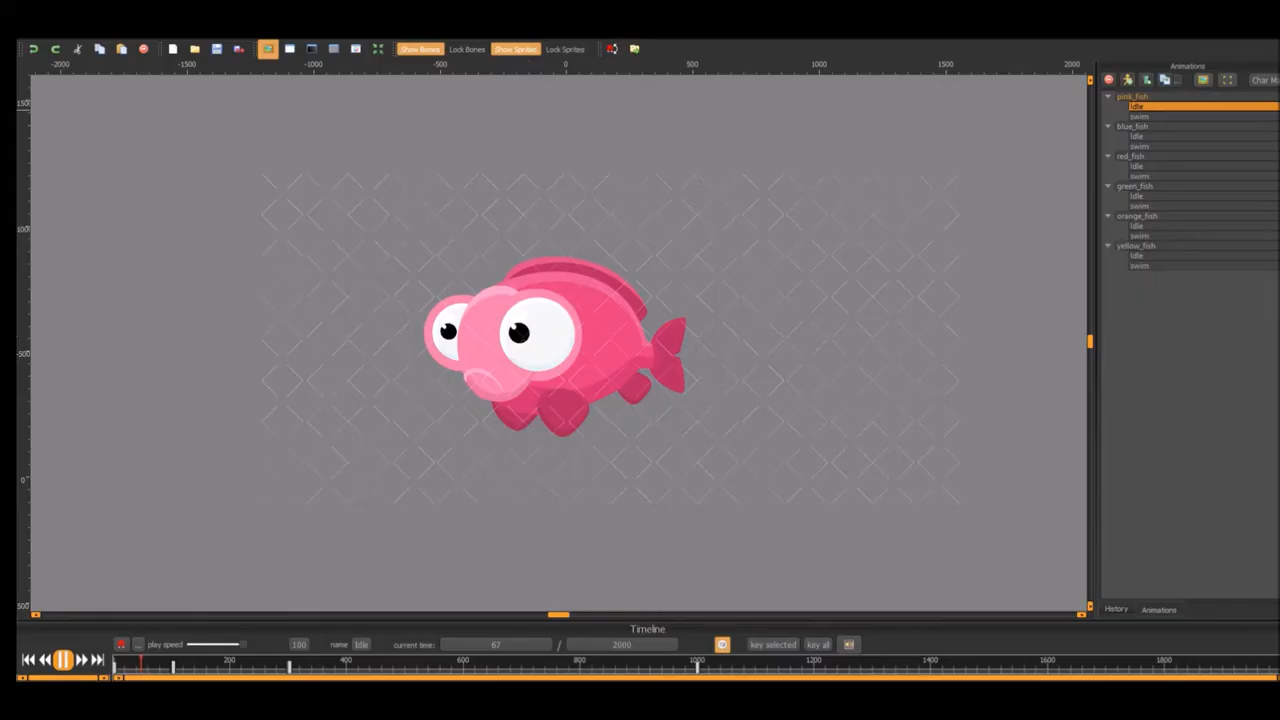 Show Bones Lock Bones Show Sprites Lock Sprites
-2000 -1500 -1000 -500 0 500 1000 1500 2000
Animations
Char
pink_fish
Idle
swim
blue_fish
Idle
swim
red_fish
Idle
swim
green_fish
Idle
swim
orange_fish
Idle
swim
yellow_fish
Idle
swim
0
History Animations
Timeline
play speed 100 name Idle current time: 67 / 2000 key selected key all
200 400 600 800 1000 1200 1400 1600 1800